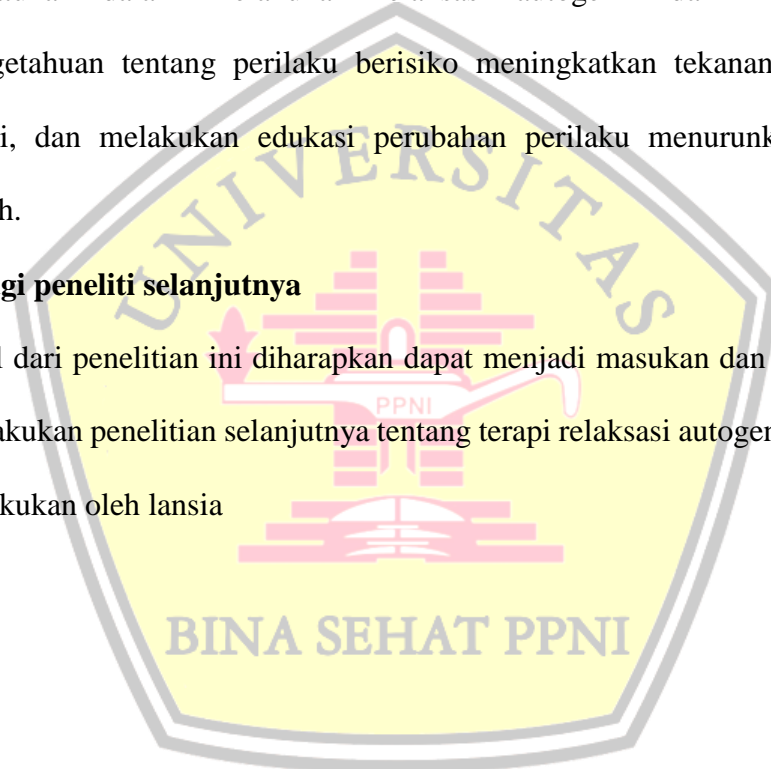 getahuan tentang perilaku berisiko meningkatkan tekanan
i, dan melakukan edukasi perubahan perilaku menurunk
h.
gi peneliti selanjutnya
l dari penelitian ini diharapkan dapat menjadi masukan dan
akukan penelitian selanjutnya tentang terapi relaksasi autogen
kukan oleh lansia
UNIVERSITAS
PPNI
BINA SEHAT PPNI